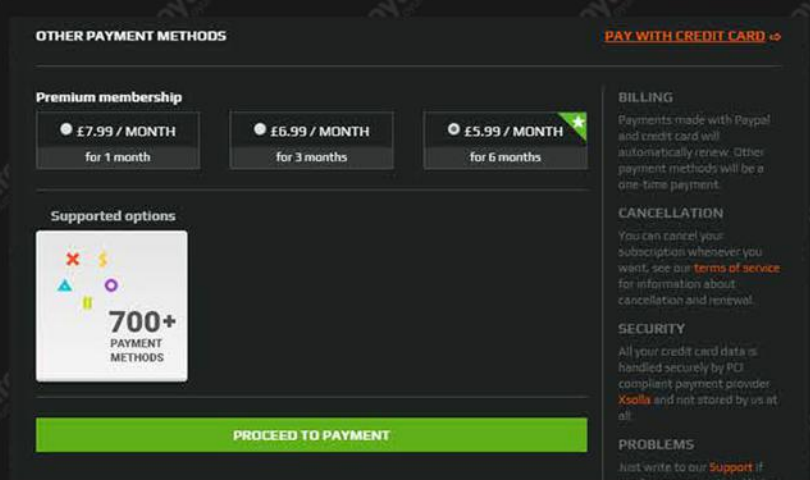 OTHER PAYMENT METHODS
PAY WITH CREDIT CARD ⇨
Premium membership
£7.99 / MONTH
for 1 month
£6.99 / MONTH
for 3 months
£5.99 / MONTH
for 6 months
Supported options
700+
PAYMENT
METHODS
PROCEED TO PAYMENT
BILLING
Payments made with Paypal
and credit card will
automatically renew. Other
payment methods will be a
one-time payment.
CANCELLATION
You can cancel your
subscription whenever you
want, see our terms of service
for information about
cancellation and renewal.
SECURITY
All your credit card data is
handled securely by PCI
compliant payment provider
Xsolla and not stored by us at
all.
PROBLEMS
Just write to our Support if